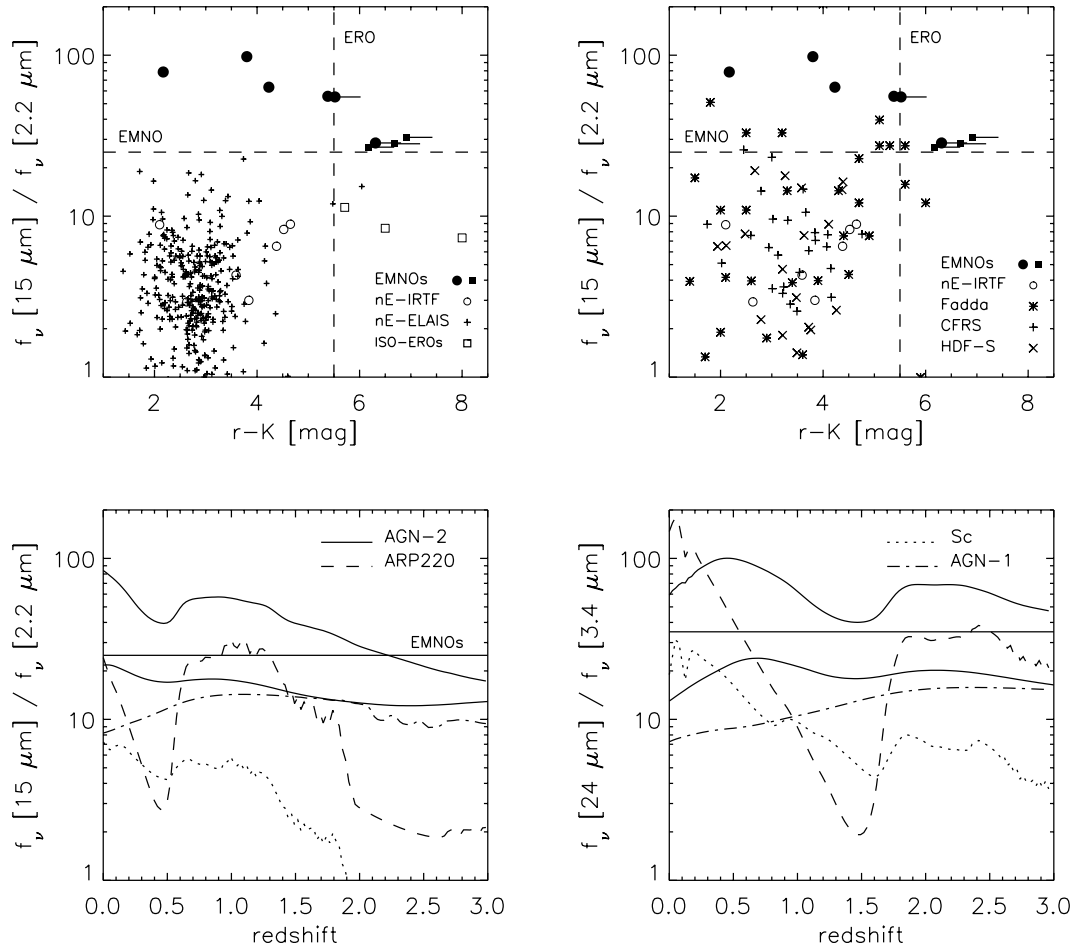 f_ν [15 μm] / f_ν [2.2 μm]
100
10
1
ERO
EMNO
EMNOs
nE-IRTF
nE-ELAIS
ISO-EROs
2 4 6 8
r-K [mag]
f_ν [15 μm] / f_ν [2.2 μm]
100
10
1
ERO
EMNO
EMNOs
nE-IRTF
Fadda
CFRS
HDF-S
2 4 6 8
r-K [mag]
f_ν [15 μm] / f_ν [2.2 μm]
100
10
1
AGN-2
ARP220
EMNOs
0.0 0.5 1.0 1.5 2.0 2.5 3.0
redshift
f_ν [24 μm] / f_ν [3.4 μm]
100
10
1
Sc
AGN-1
0.0 0.5 1.0 1.5 2.0 2.5 3.0
redshift